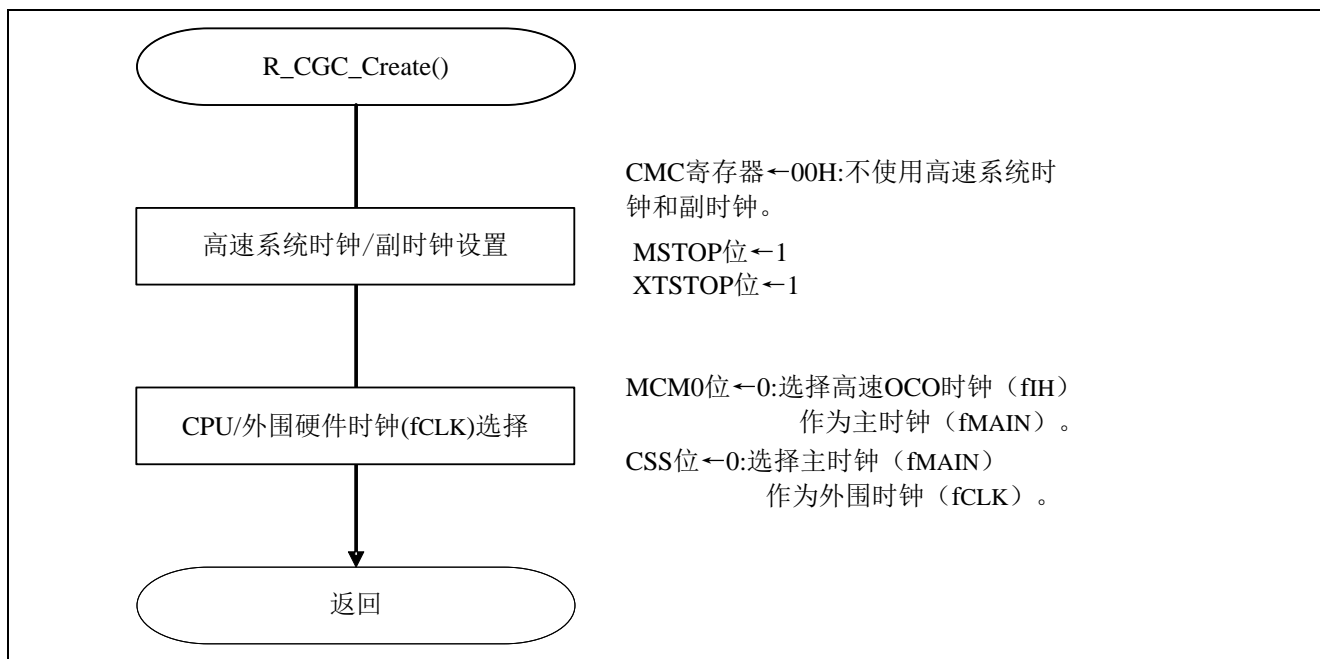 R_CGC_Create()
CMC寄存器←00H:不使用高速系统时
钟和副时钟。
高速系统时钟/副时钟设置
MSTOP位←1
XTSTOP位←1
MCM0位←0:选择高速OCO时钟（fIH）
CPU/外围硬件时钟(fCLK)选择
作为主时钟（fMAIN）。
CSS位←0:选择主时钟（fMAIN）
作为外围时钟（fCLK）。
返回